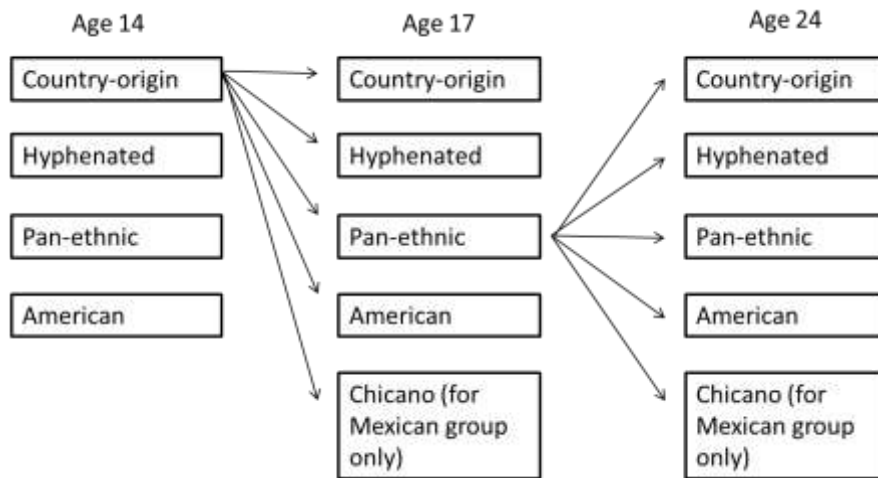 Age 14
Age 17
Age 24
Country-origin
Country-origin
Country-origin
Hyphenated
Hyphenated
Hyphenated
Pan-ethnic
Pan-ethnic
Pan-ethnic
American
American
American
Chicano (for
Mexican group
only)
Chicano (for
Mexican group
only)